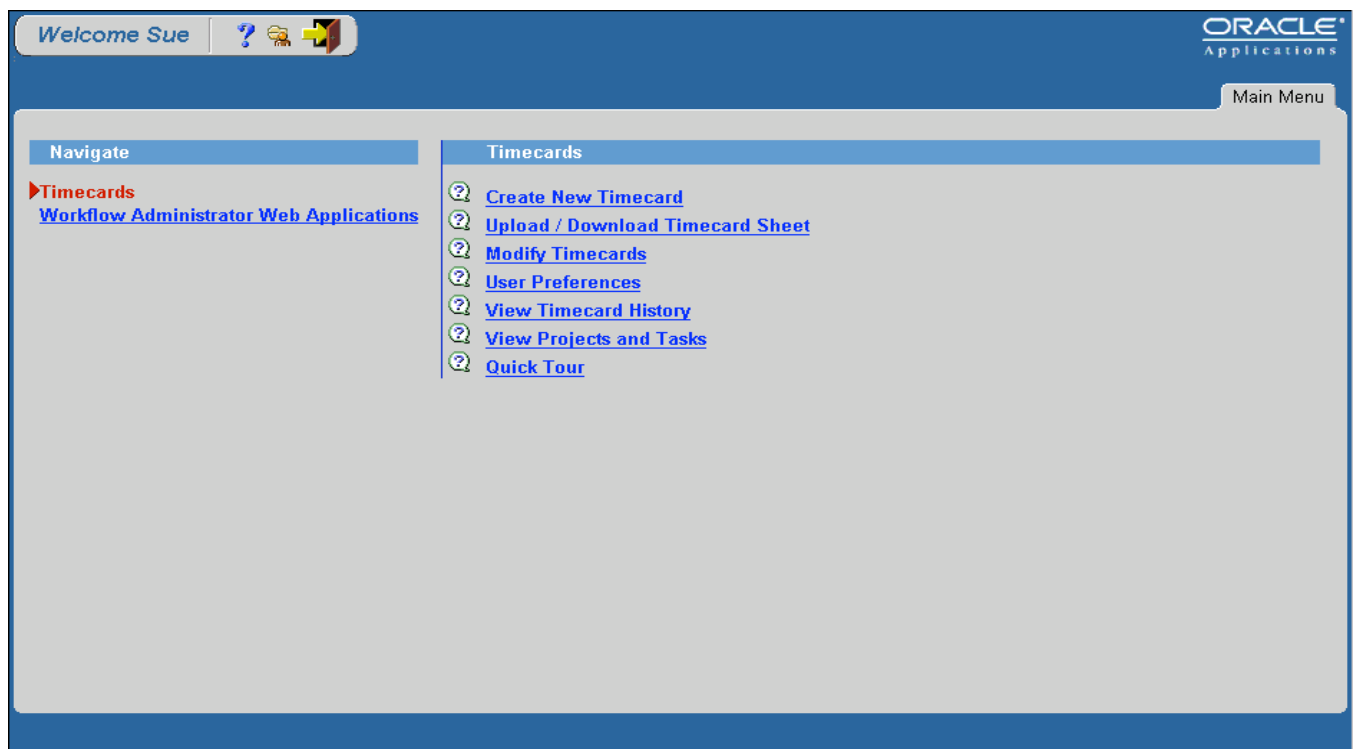 Welcome Sue
ORACLE
Applications
Main Menu
Navigate
Timecards
Workflow Administrator Web Applications
Timecards
Create New Timecard
Upload / Download Timecard Sheet
Modify Timecards
User Preferences
View Timecard History
View Projects and Tasks
Quick Tour